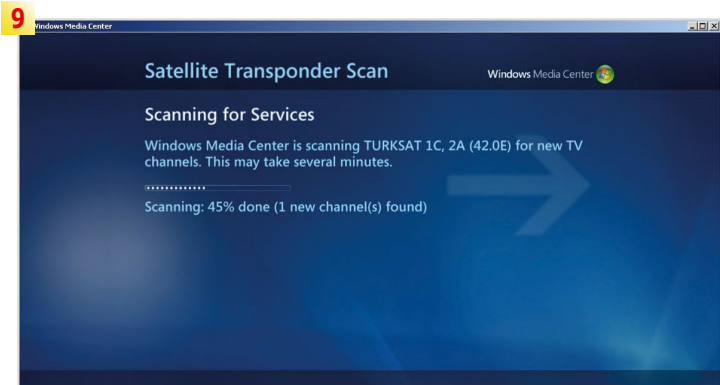 9
Windows Media Center
Satellite Transponder Scan
Windows Media Center
Scanning for Services
Windows Media Center is scanning TURKSAT 1C, 2A (42.0E) for new TV
channels. This may take several minutes.
Scanning: 45% done (1 new channel(s) found)